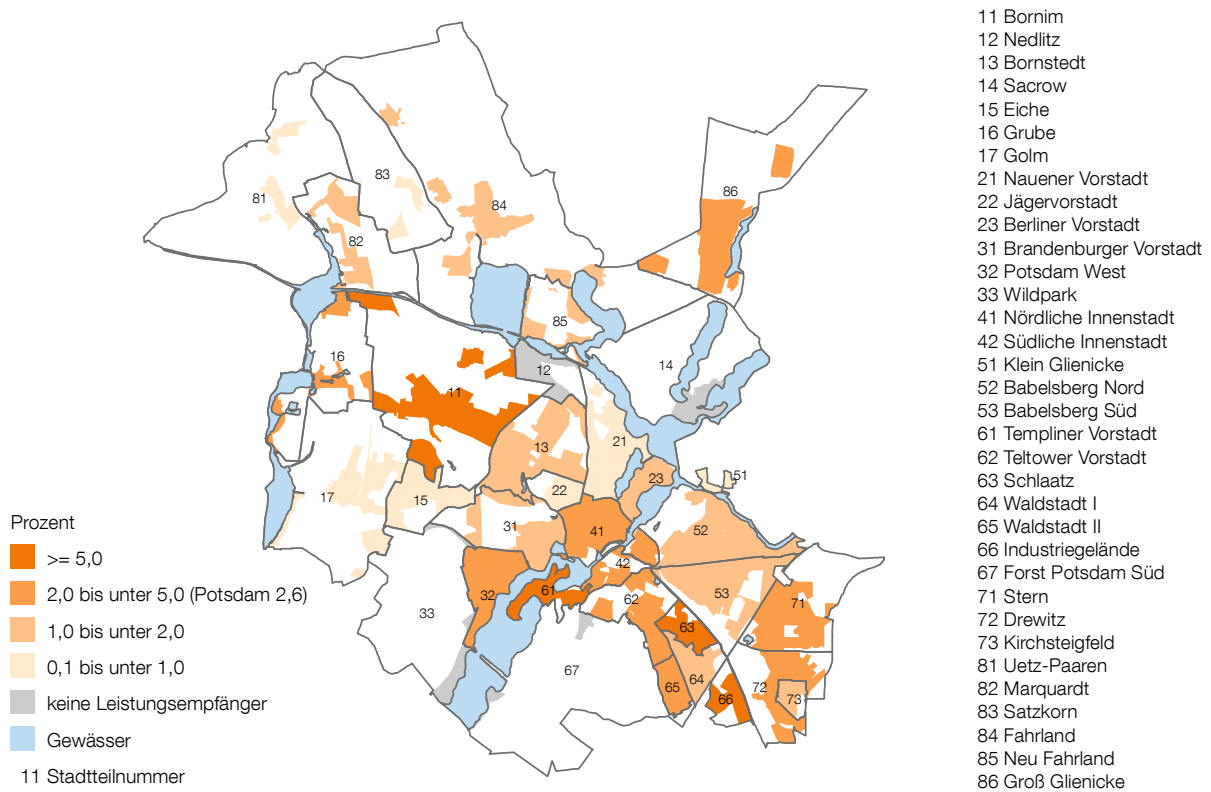 11 Bornim
12 Nedlitz
13 Bornstedt
14 Sacrow
15 Eiche
16 Grube
17 Golm
21 Nauener Vorstadt
22 Jägervorstadt
23 Berliner Vorstadt
31 Brandenburger Vorstadt
32 Potsdam West
33 Wildpark
41 Nördliche Innenstadt
42 Südliche Innenstadt
51 Klein Glienicke
52 Babelsberg Nord
53 Babelsberg Süd
61 Templiner Vorstadt
62 Teltower Vorstadt
63 Schlaatz
64 Waldstadt I
65 Waldstadt II
66 Industriegelände
67 Forst Potsdam Süd
71 Stern
72 Drewitz
73 Kirchsteigfeld
81 Uetz-Paaren
82 Marquardt
83 Satzkorn
84 Fahrland
85 Neu Fahrland
86 Groß Glienicke
83
86
81
84
82
85
16
12
14
11
13
21
51
23
17
15
22
31
41
52
42
61
32
62
53
71
33
63
67
64
65
72
66
73
Prozent
>= 5,0
2,0 bis unter 5,0 (Potsdam 2,6)
1,0 bis unter 2,0
0,1 bis unter 1,0
keine Leistungsempfänger
Gewässer
11 Stadtteilnummer